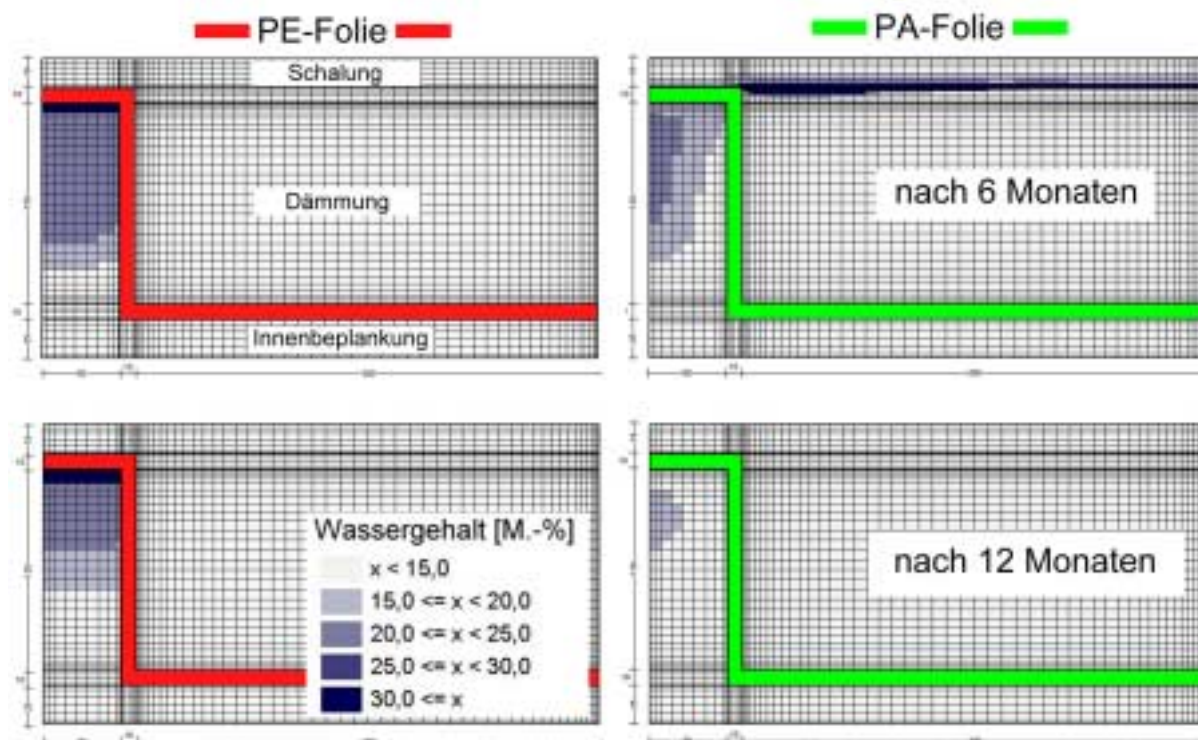 PE-Folie
PA-Folie
Schalung
Dämmung
Innenbeplankung
nach 6 Monaten
Wassergehalt [M.-%]
x < 15,0
15,0 <= x < 20,0
20,0 <= x < 25,0
25,0 <= x < 30,0
30,0 <= x
nach 12 Monaten